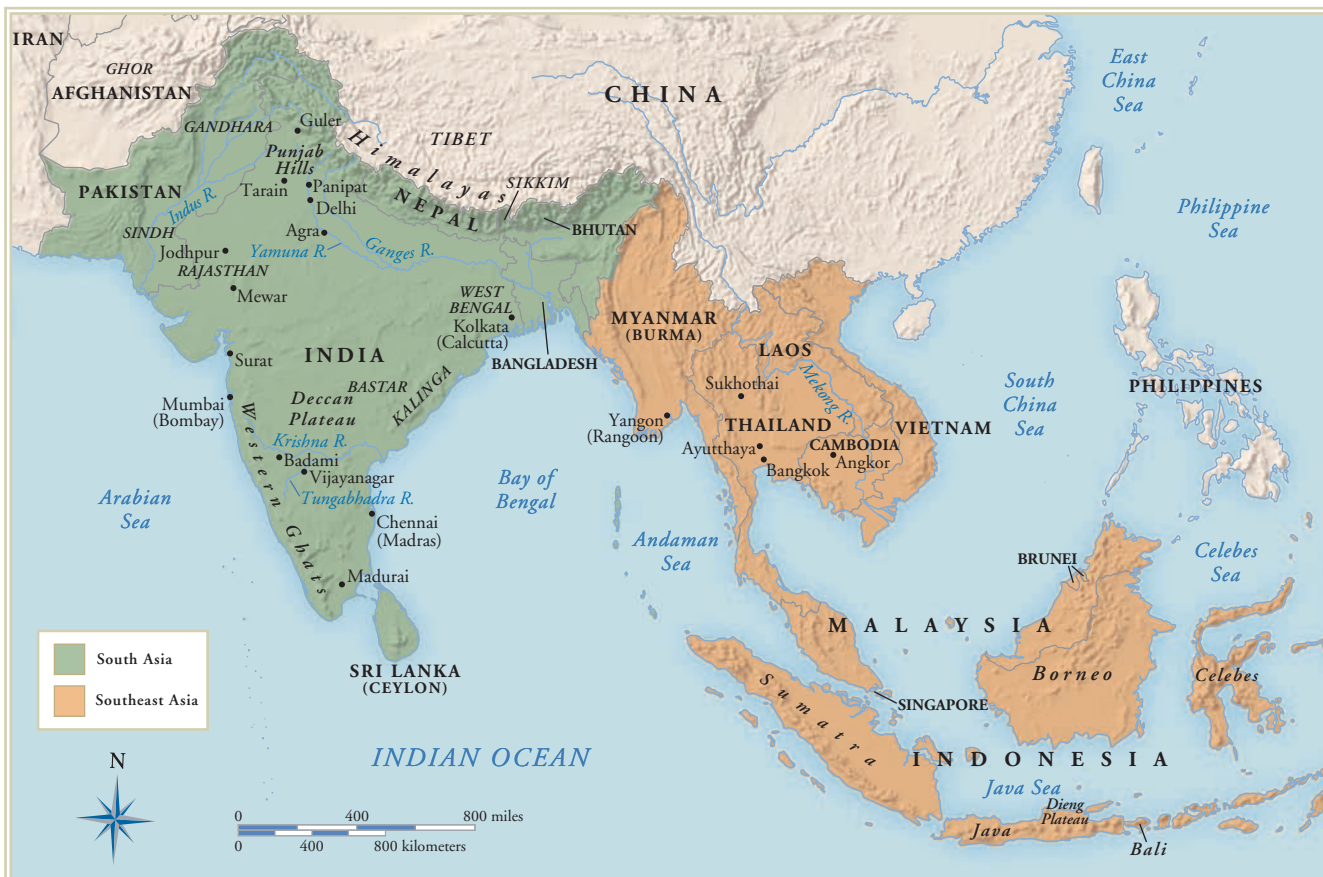 IRAN
GHOR
AFGHANISTAN
GANDHARA
Guler
Punjab
Hills
PAKISTAN
Tarain
Panipat
Delhi
Indus R.
SINDH
Agra
Yamuna R.
Ganges R.
Jodhpur
RAJASTHAN
Mewar
Himalayas
TIBET
CHINA
NEPAL
SIKKIM
BHUTAN
WEST
BENGAL
Kolkata
(Calcutta)
BANGLADESH
Surat
INDIA
BASTAR
KALINGA
Mumbai
(Bombay)
Deccan
Plateau
Western Ghats
Krishna R.
Badami
Vijayanagar
Tungabhadra R.
Chennai
(Madras)
Madurai
SRI LANKA
(CEYLON)
Arabian
Sea
Bay of
Bengal
Andaman
Sea
INDIAN OCEAN
MYANMAR
(BURMA)
LAOS
Sukhothai
Mekong R.
Yangon
(Rangoon)
THAILAND
VIETNAM
Ayutthaya
CAMBODIA
Angkor
Bangkok
East
China
Sea
Philippine
Sea
South
China
Sea
PHILIPPINES
Celebes
Sea
BRUNEI
MALAYSIA
Borneo
Celebes
SINGAPORE
Sumatra
INDONESIA
Java Sea
Dieng
Plateau
Java
Bali
South Asia
Southeast Asia
N
0 400 800 miles
0 400 800 kilometers